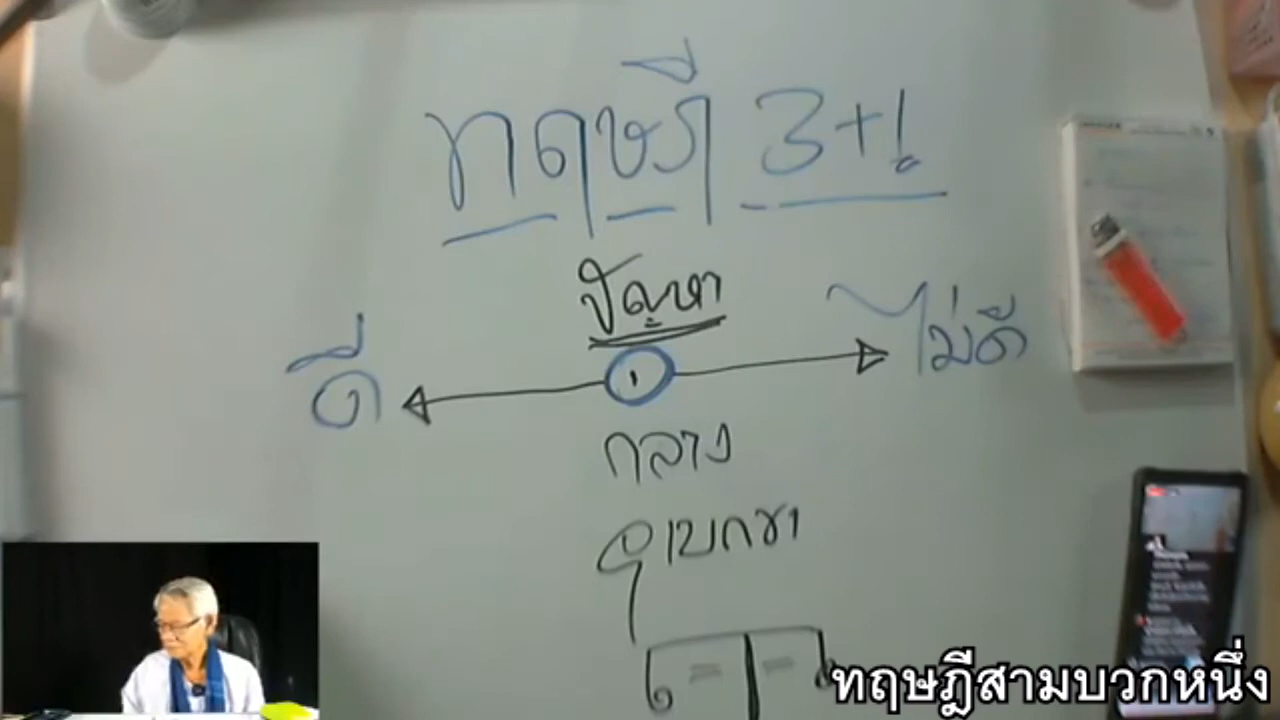 ทฤษฎี 3+1
ปัญหา
ดี
ไม่ดี
กลาง
อุเบกขา
ทฤษฎีสามบวกหนึ่ง